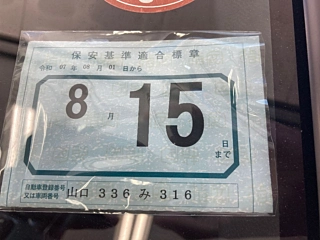 保安基準適合標章
令和 07 年 08 月 01 日から
8 月 15 日まで
自動車登録番号
又は車両番号 山口 336 み 316